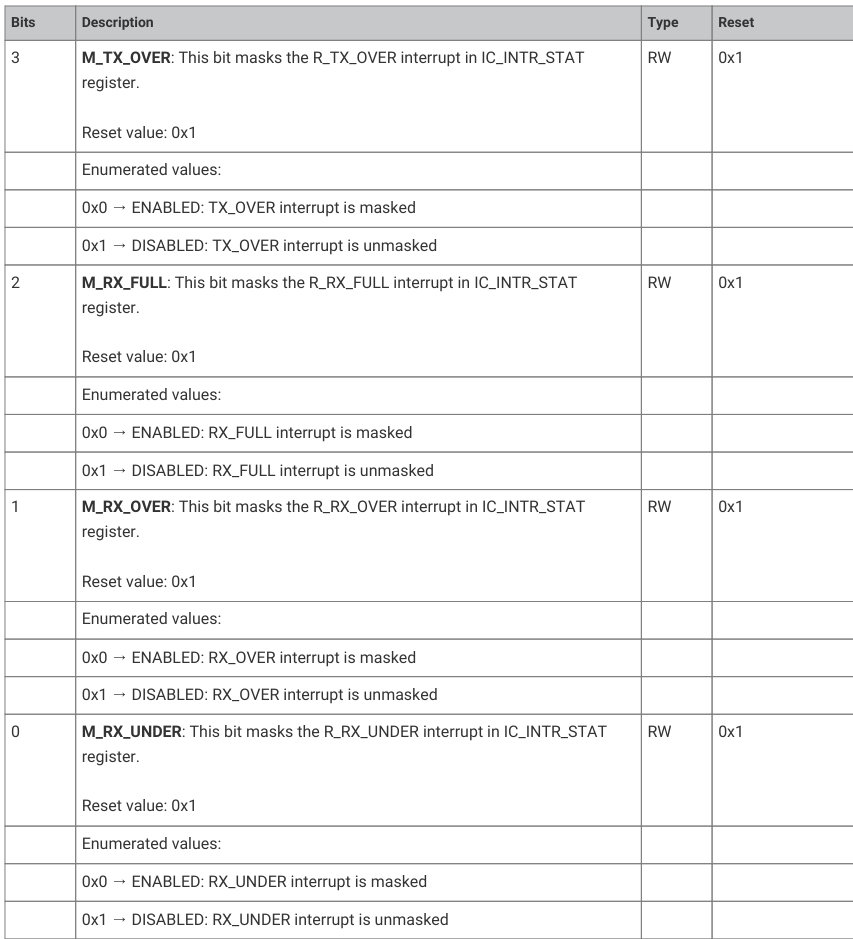 Bits Description Type Reset
3 M_TX_OVER: This bit masks the R_TX_OVER interrupt in IC_INTR_STAT RW 0x1
register.
Reset value: 0x1
Enumerated values:
0x0 → ENABLED: TX_OVER interrupt is masked
0x1 → DISABLED: TX_OVER interrupt is unmasked
2 M_RX_FULL: This bit masks the R_RX_FULL interrupt in IC_INTR_STAT RW 0x1
register.
Reset value: 0x1
Enumerated values:
0x0 → ENABLED: RX_FULL interrupt is masked
0x1 → DISABLED: RX_FULL interrupt is unmasked
1 M_RX_OVER: This bit masks the R_RX_OVER interrupt in IC_INTR_STAT RW 0x1
register.
Reset value: 0x1
Enumerated values:
0x0 → ENABLED: RX_OVER interrupt is masked
0x1 → DISABLED: RX_OVER interrupt is unmasked
0 M_RX_UNDER: This bit masks the R_RX_UNDER interrupt in IC_INTR_STAT RW 0x1
register.
Reset value: 0x1
Enumerated values:
0x0 → ENABLED: RX_UNDER interrupt is masked
0x1 → DISABLED: RX_UNDER interrupt is unmasked